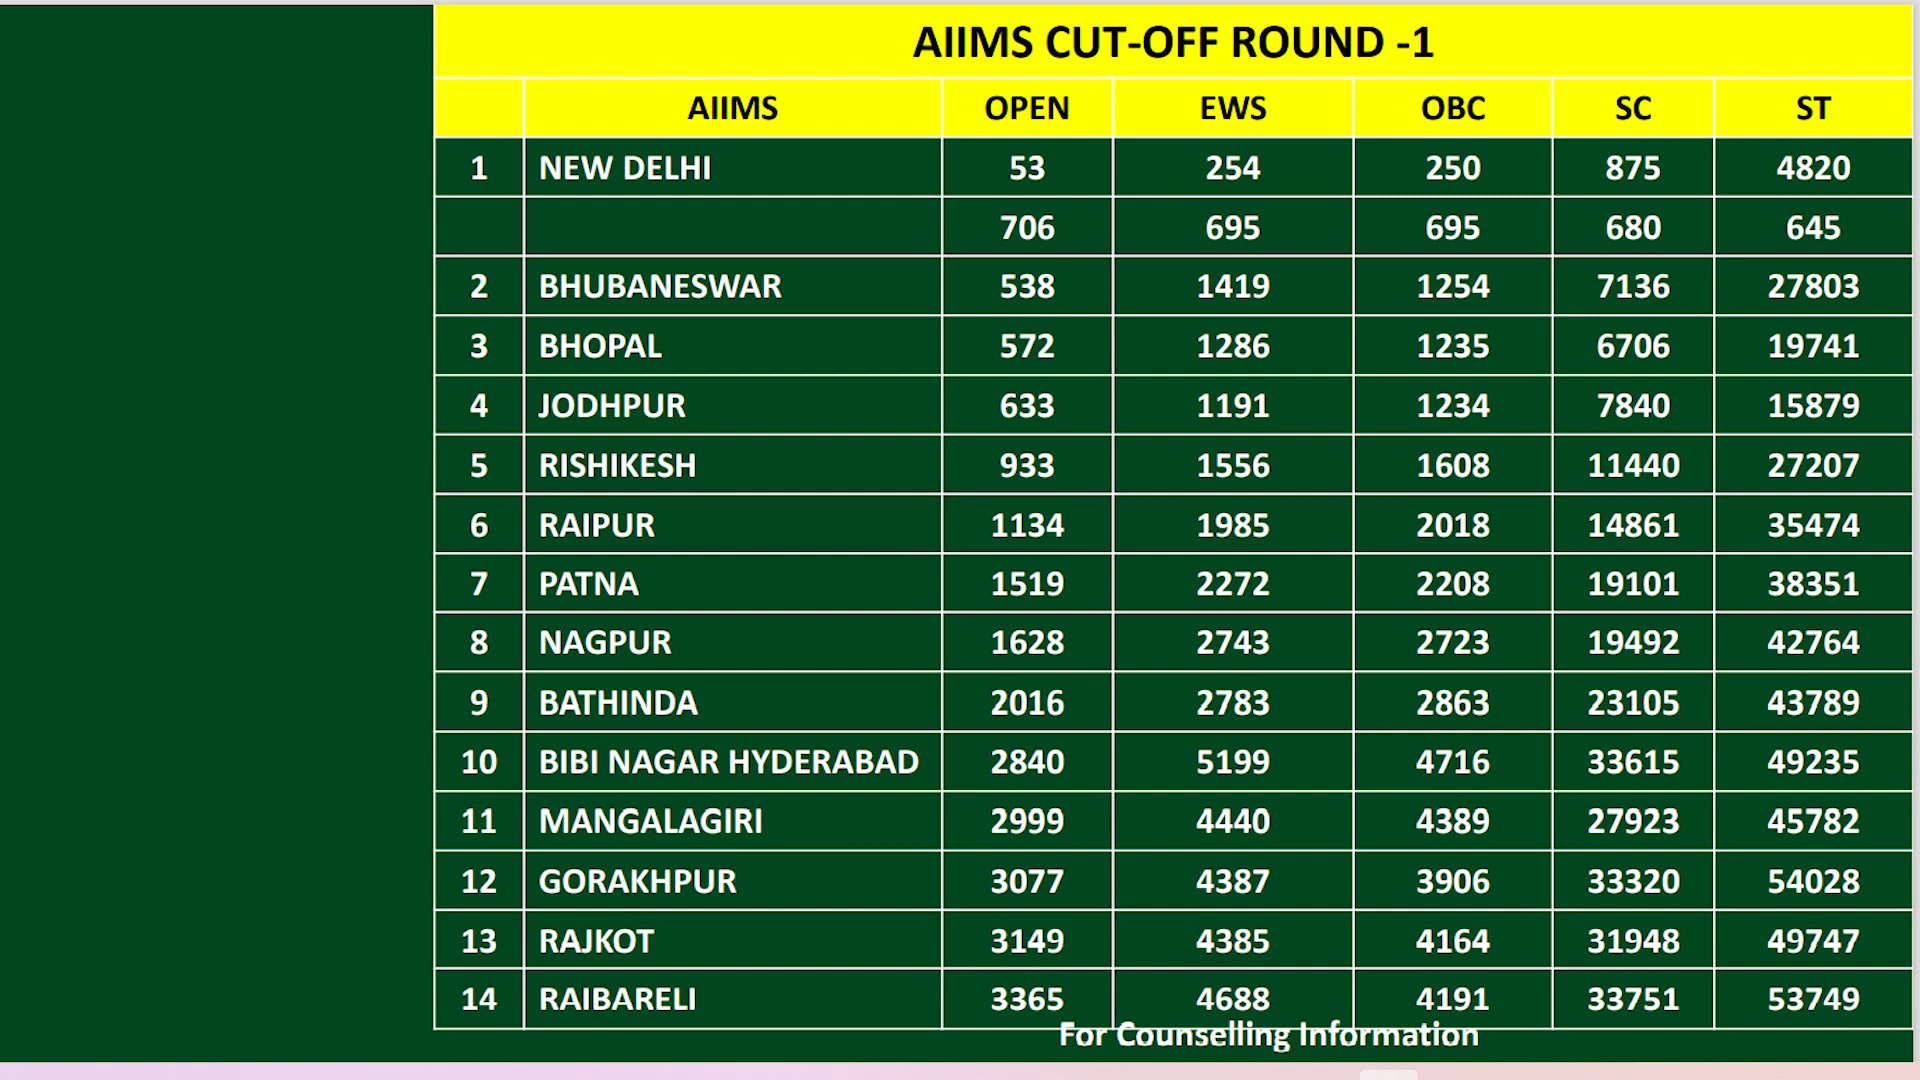 AIIMS CUT-OFF ROUND -1
AIIMS OPEN EWS OBC SC ST
1 NEW DELHI 53 254 250 875 4820
706 695 695 680 645
2 BHUBANESWAR 538 1419 1254 7136 27803
3 BHOPAL 572 1286 1235 6706 19741
4 JODHPUR 633 1191 1234 7840 15879
5 RISHIKESH 933 1556 1608 11440 27207
6 RAIPUR 1134 1985 2018 14861 35474
7 PATNA 1519 2272 2208 19101 38351
8 NAGPUR 1628 2743 2723 19492 42764
9 BATHINDA 2016 2783 2863 23105 43789
10 BIBI NAGAR HYDERABAD 2840 5199 4716 33615 49235
11 MANGALAGIRI 2999 4440 4389 27923 45782
12 GORAKHPUR 3077 4387 3906 33320 54028
13 RAJKOT 3149 4385 4164 31948 49747
14 RAIBARELI 3365 4688 4191 33751 53749
For Counselling Information